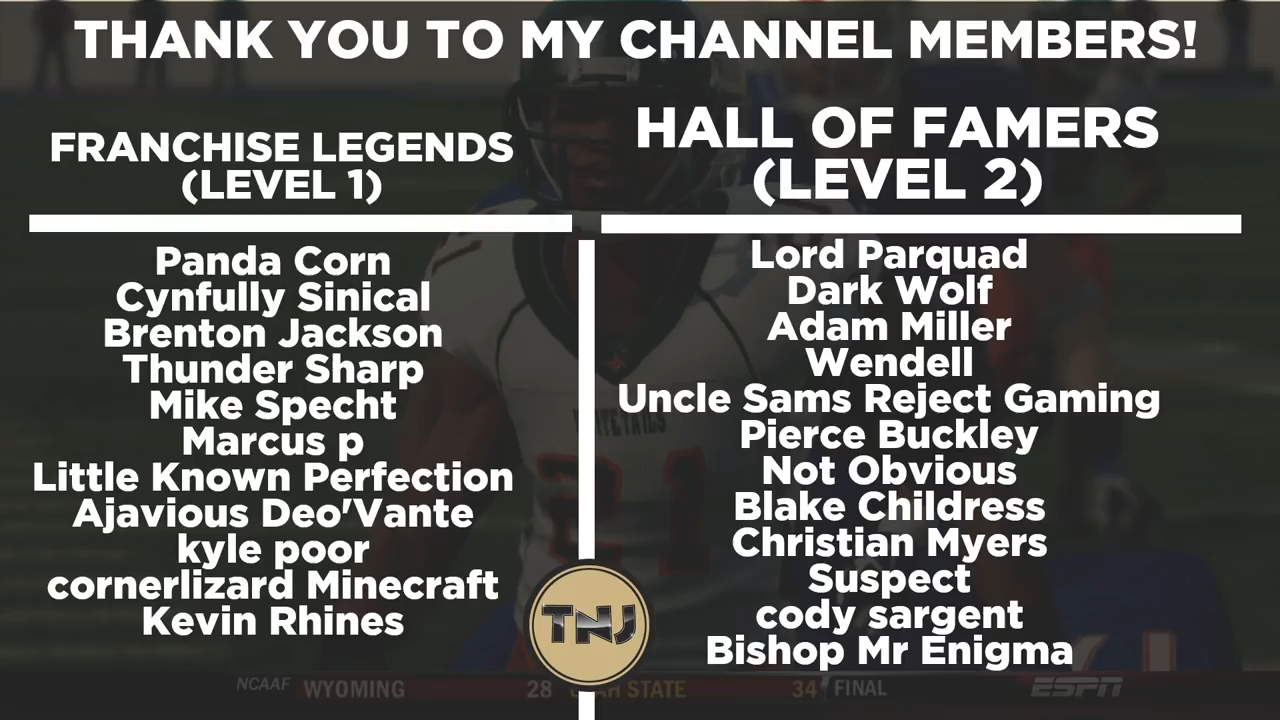 THANK YOU TO MY CHANNEL MEMBERS!
FRANCHISE LEGENDS
(LEVEL 1)
Panda Corn
Cynfully Sinical
Brenton Jackson
Thunder Sharp
Mike Specht
Marcus p
Little Known Perfection
Ajavious Deo'Vante
kyle poor
cornerlizard Minecraft
Kevin Rhines
HALL OF FAMERS
(LEVEL 2)
Lord Parquad
Dark Wolf
Adam Miller
Wendell
Uncle Sams Reject Gaming
Pierce Buckley
Not Obvious
Blake Childress
Christian Myers
Suspect
cody sargent
Bishop Mr Enigma
21
TNJ
NCAAF WYOMING 28 STATE 34 FINAL ESPN